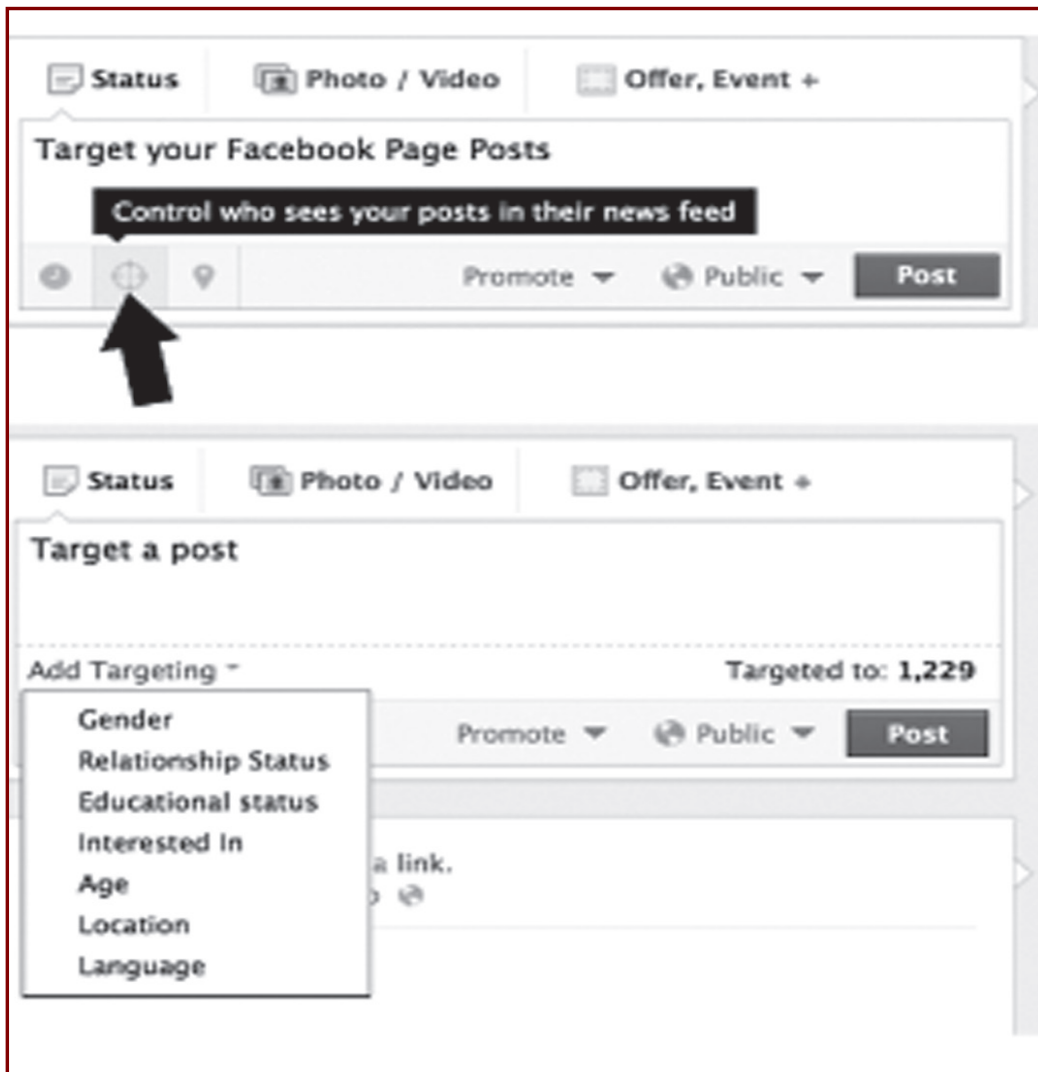 Status Photo / Video Offer, Event +
Target your Facebook Page Posts
Control who sees your posts in their news feed
Promote Public Post
Status Photo / Video Offer, Event +
Target a post
Add Targeting Targeted to: 1,229
Gender
Promote Public Post
Relationship Status
Educational status
Interested In
a link.
Age
Location
Language